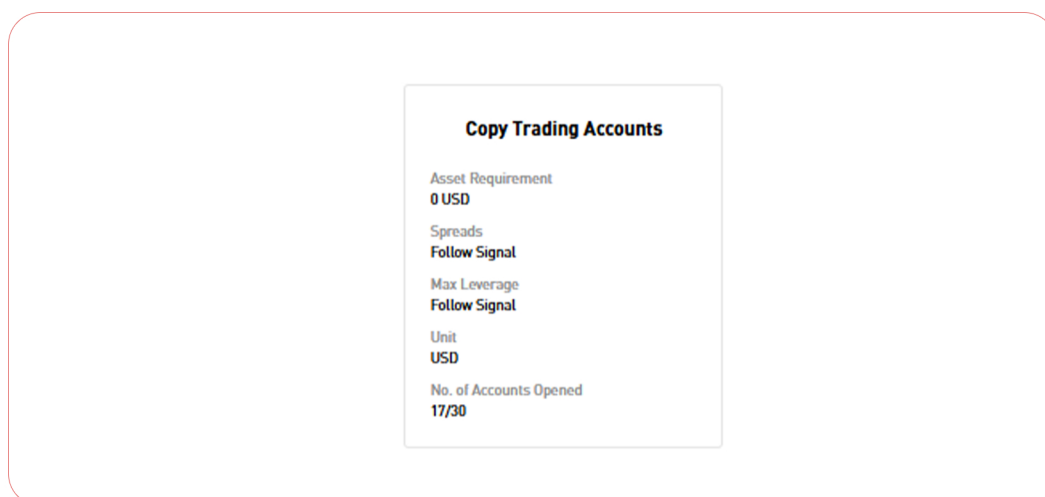 Copy Trading Accounts
Asset Requirement
0 USD
Spreads
Follow Signal
Max Leverage
Follow Signal
Unit
USD
No. of Accounts Opened
17/30